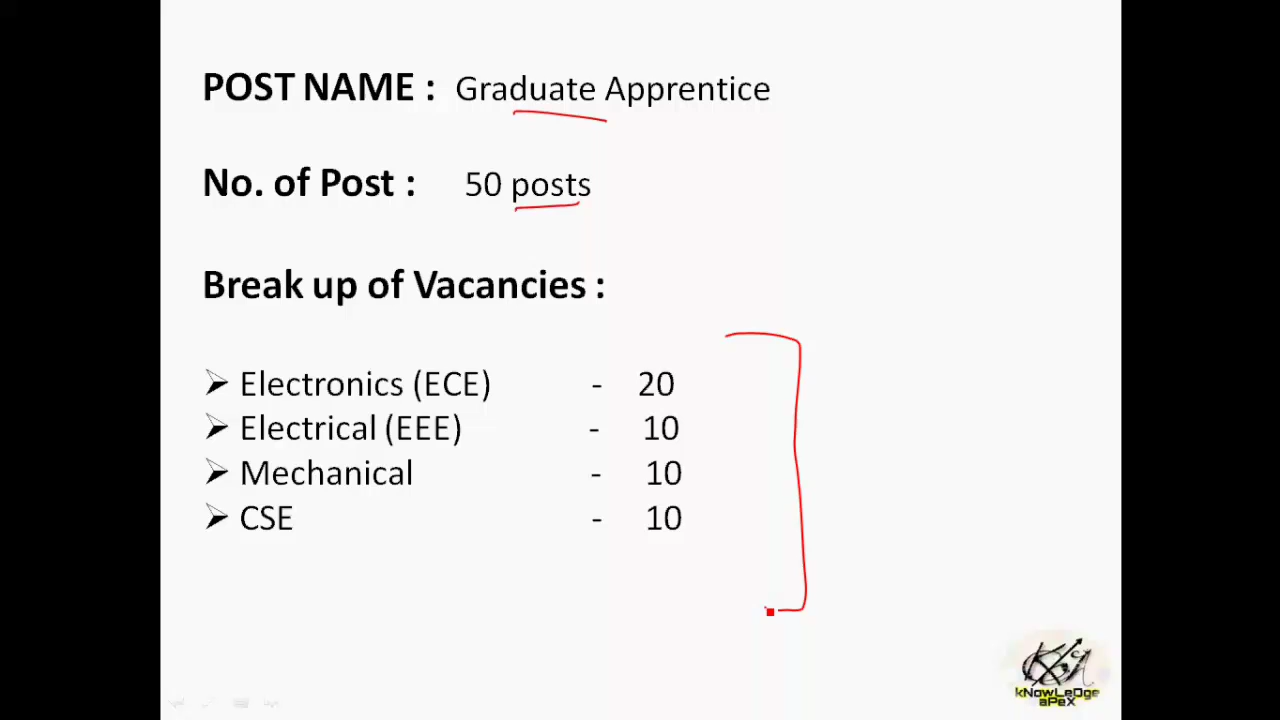 POST NAME : Graduate Apprentice
No. of Post : 50 posts
Break up of Vacancies :
➢ Electronics (ECE) - 20
➢ Electrical (EEE) - 10
➢ Mechanical - 10
➢ CSE - 10
kNowLeDge
aPeX